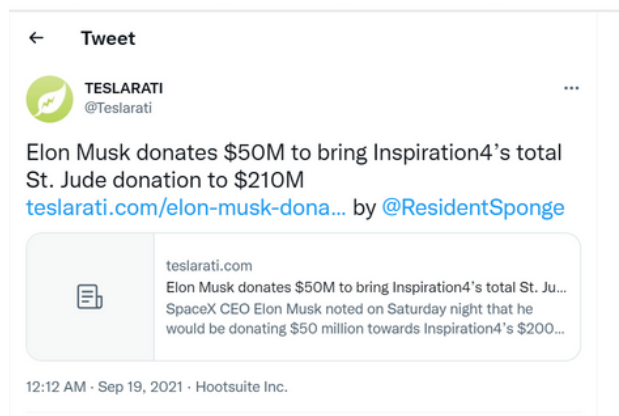 ← Tweet
TESLARATI
@Teslarati
Elon Musk donates $50M to bring Inspiration4’s total
St. Jude donation to $210M
teslarati.com/elon-musk-dona... by @ResidentSponge
teslarati.com
Elon Musk donates $50M to bring Inspiration4’s total St. Ju...
SpaceX CEO Elon Musk noted on Saturday night that he
would be donating $50 million towards Inspiration4’s $200...
12:12 AM · Sep 19, 2021 · Hootsuite Inc.